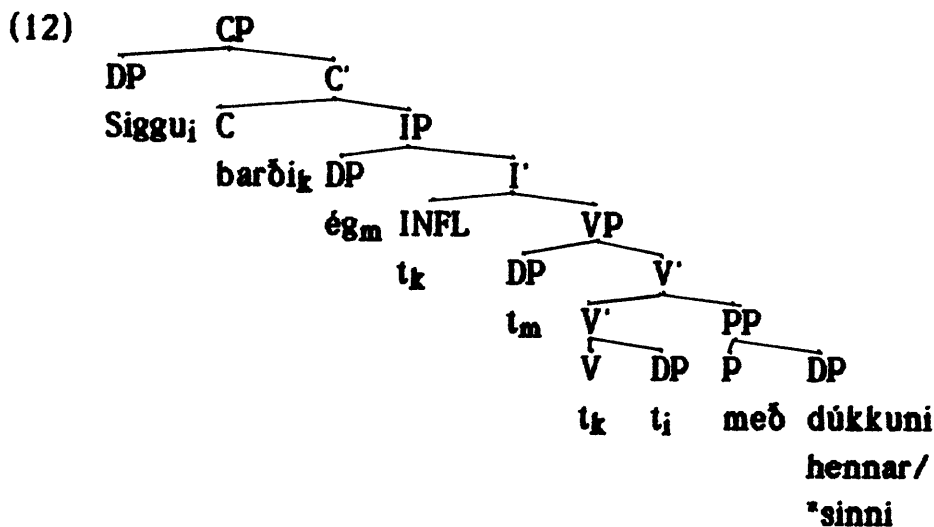 (12) CP
DP C'
Siggu_i C IP
barði_k DP I'
ég_m INFL VP
t_k DP V'
t_m V' PP
V DP P DP
t_k t_i með dúkkuni
hennar/
*sinni